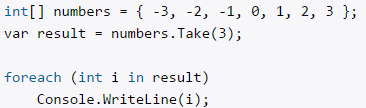 int[] numbers = { -3, -2, -1, 0, 1, 2, 3 };
var result = numbers.Take(3);

foreach (int i in result)
    Console.WriteLine(i);